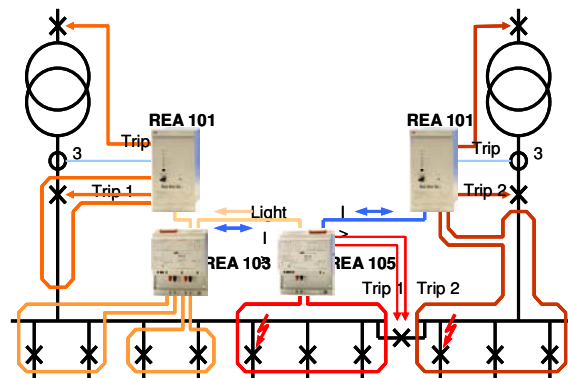 REA 101
REA 101
Trip
Trip
3
3
Trip 1
Light
I
Trip 2
I
>
REA 103
REA 105
Trip 1
Trip 2